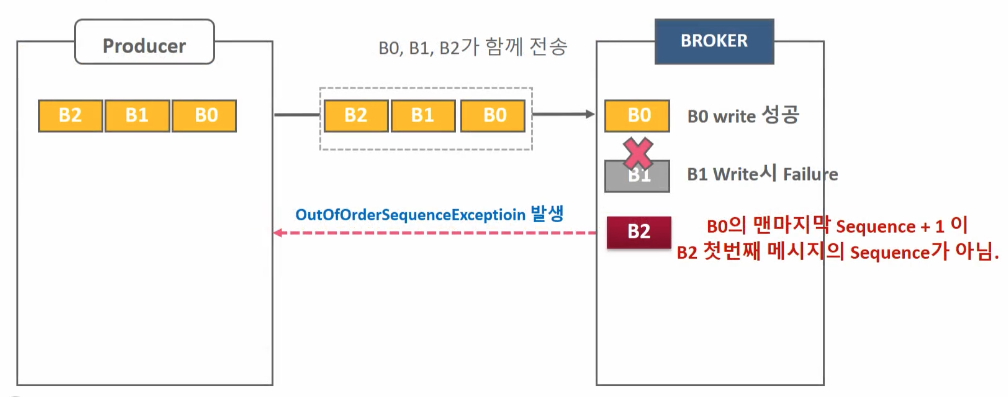 Producer
B0, B1, B2가 함께 전송
BROKER
B2 B1 B0
B2 B1 B0
B0
B0 write 성공
B1
B1 Write시 Failure
OutOfOrderSequenceExceptioin 발생
B2
B0의 맨마지막 Sequence + 1 이
B2 첫번째 메시지의 Sequence가 아님.